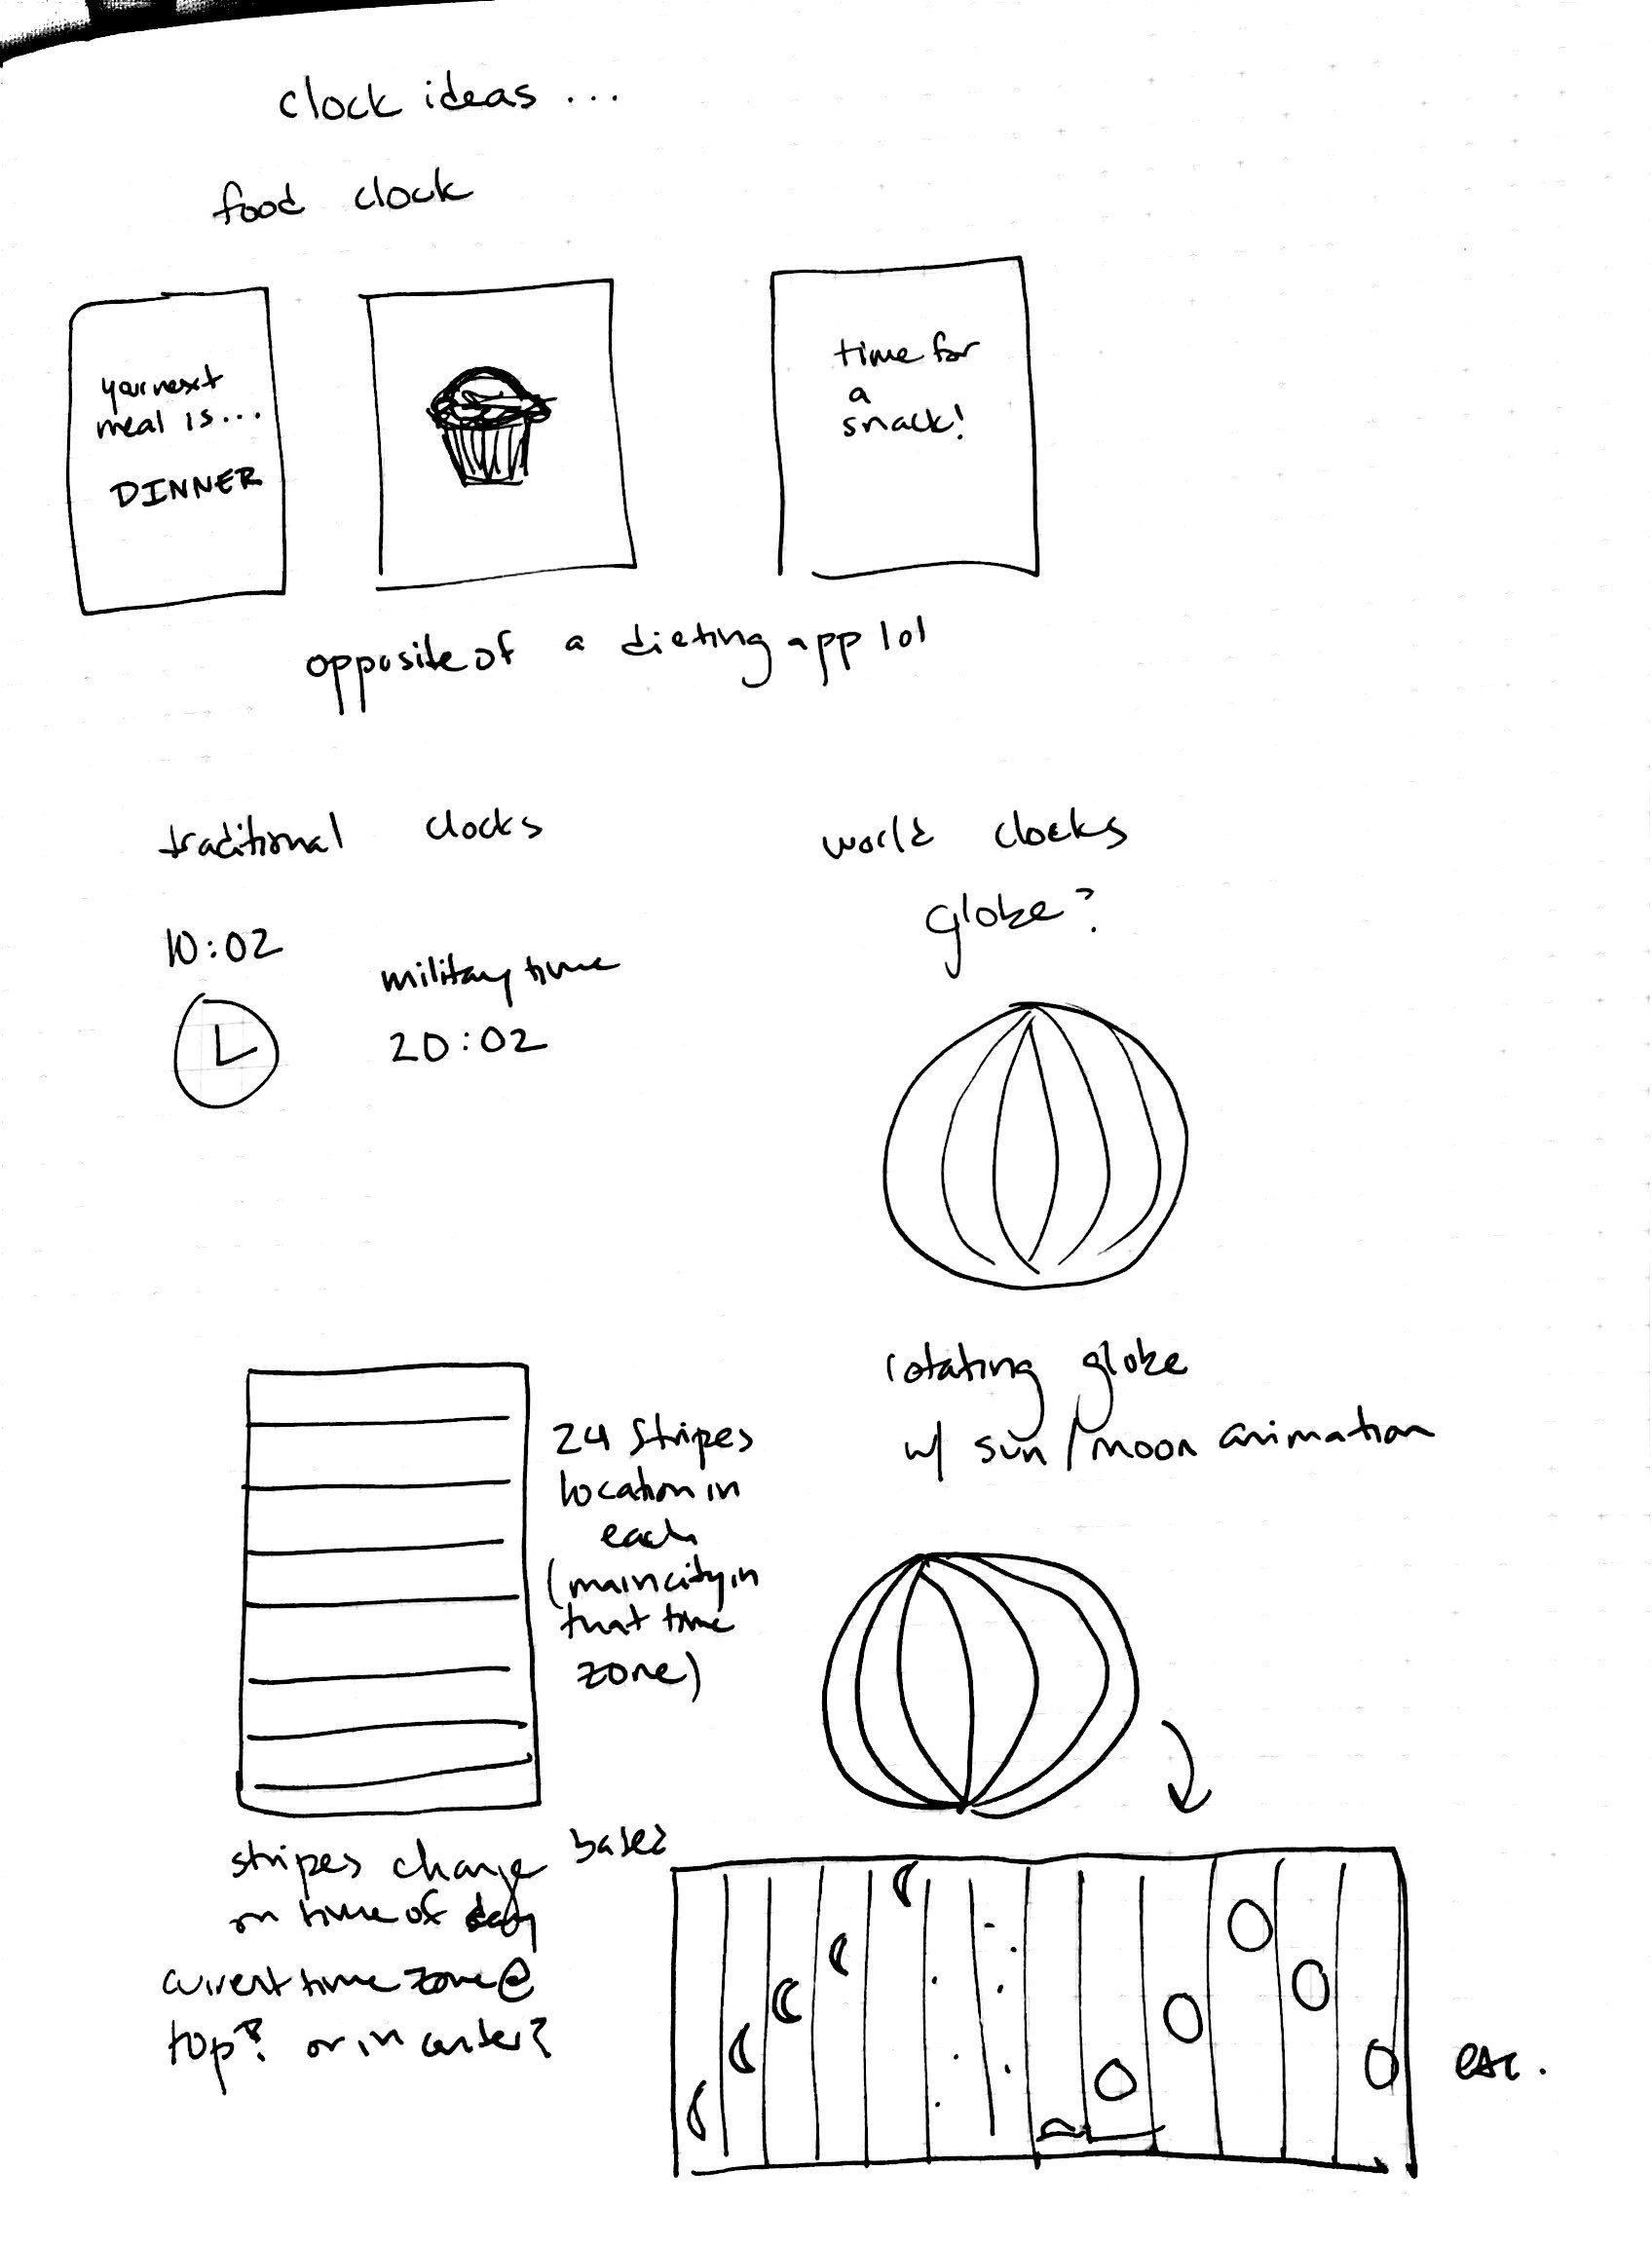 clock ideas ...
food clock
your next
meal is...
DINNER
time for
a
snack!
opposite of a dieting app lol
traditional clocks
10:02
military time
20:02
world clocks
globe?
rotating globe
w/ sun/moon animation
24 stripes
location in
each
(main city in
that time
zone)
stripes change based
on time of day
current time zone @
top? or in order?
etc.